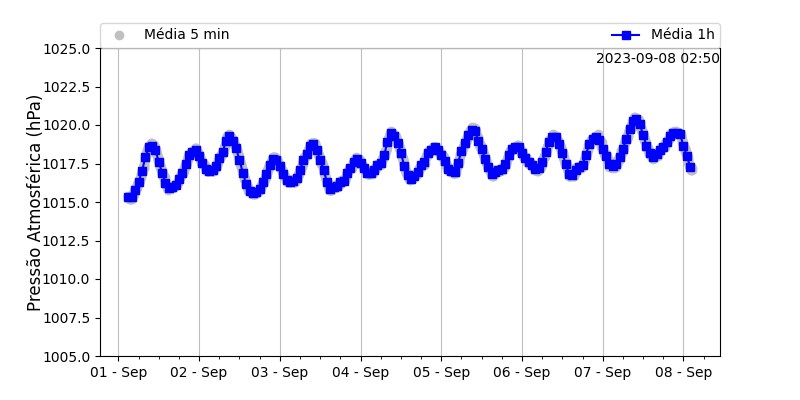 Média 5 min
Média 1h
2023-09-08 02:50
Pressão Atmosférica (hPa)
1025.0
1022.5
1020.0
1017.5
1015.0
1012.5
1010.0
1007.5
1005.0
01 - Sep
02 - Sep
03 - Sep
04 - Sep
05 - Sep
06 - Sep
07 - Sep
08 - Sep